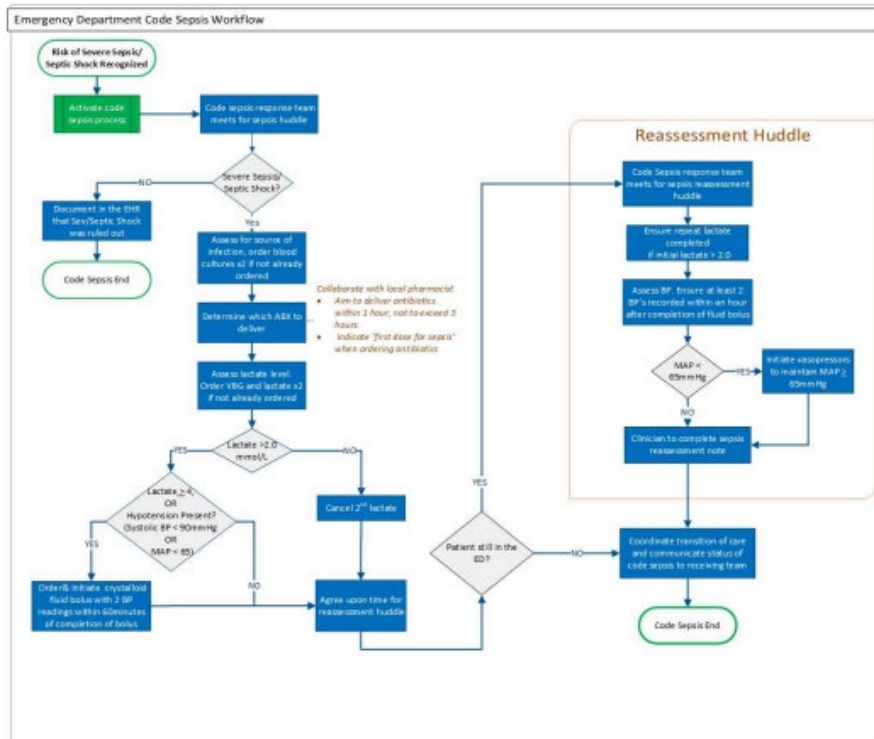 Emergency Department Code Sepsis Workflow
Risk of Severe Sepsis/
Septic Shock Recognized
Activate code
sepsis process
Code sepsis response team
meets for sepsis huddle
Severe Sepsis/
Septic Shock?
NO
Document in the EHR
that Sev/Septic Shock
was ruled out
Code Sepsis End
Yes
Assess for source of
infection, order blood
cultures x2 if not already
ordered
Determine which ABX to
deliver
Collaborate with local pharmacist
• Aim to deliver antibiotics
within 1 hour, not to exceed 3
hours.
• Indicate 'first dose for sepsis'
when ordering antibiotics
Assess lactate level.
Order VBG and lactate x2
if not already ordered
Lactate >2.0
mmol/L
YES
NO
Lactate ≥ 4,
OR
Hypotension Present?
(Systolic BP < 90mmHg
OR
MAP < 65)
YES
NO
Order& Initiate crystalloid
fluid bolus with 2 BP
readings within 60minutes
of completion of bolus
Cancel 2nd lactate
Agree upon time for
reassessment huddle
Patient still in the
ED?
YES
NO
Reassessment Huddle
Code Sepsis response team
meets for sepsis reassessment
huddle
Ensure repeat lactate
completed
if initial lactate > 2.0
Assess BP. Ensure at least 2
BP's recorded within an hour
after completion of fluid bolus
MAP <
65mmHg
YES
Initiate vasopressors
to maintain MAP ≥
65mmHg
NO
Clinician to complete sepsis
reassessment note
Coordinate transition of care
and communicate status of
code sepsis to receiving team
Code Sepsis End